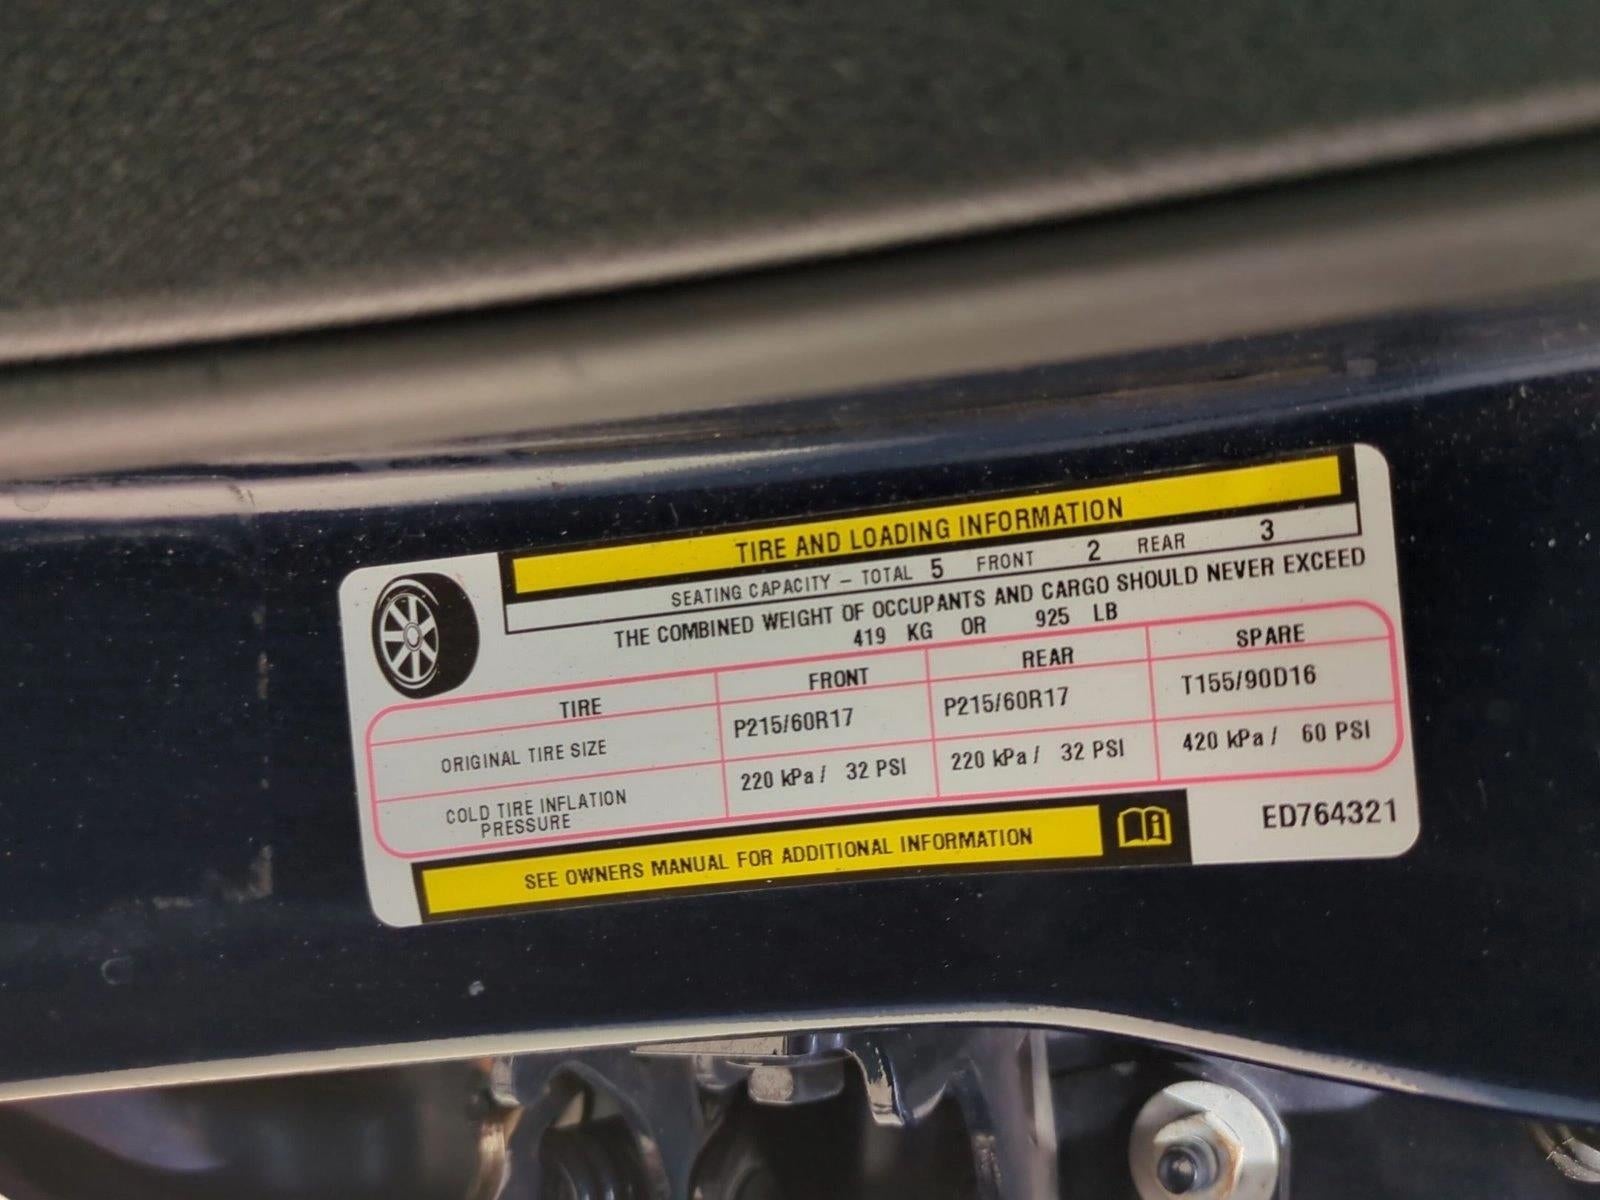 TIRE AND LOADING INFORMATION
SEATING CAPACITY – TOTAL 5 FRONT 2 REAR 3
THE COMBINED WEIGHT OF OCCUPANTS AND CARGO SHOULD NEVER EXCEED
419 KG OR 925 LB
TIRE FRONT REAR SPARE
ORIGINAL TIRE SIZE P215/60R17 P215/60R17 T155/90D16
COLD TIRE INFLATION PRESSURE 220 kPa / 32 PSI 220 kPa / 32 PSI 420 kPa / 60 PSI
SEE OWNERS MANUAL FOR ADDITIONAL INFORMATION
ED764321